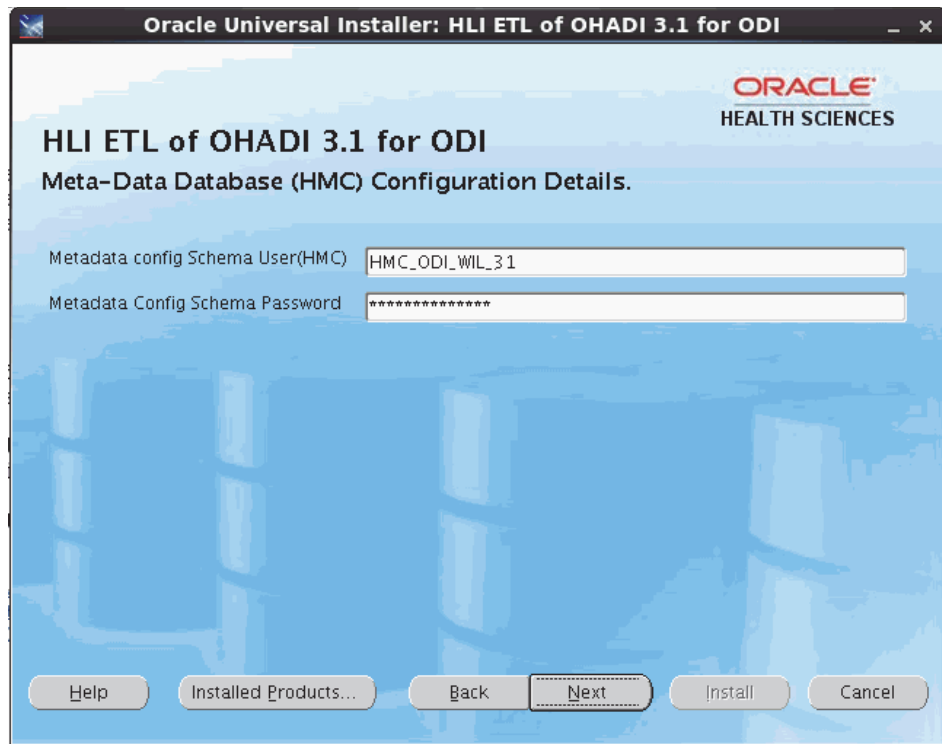 Oracle Universal Installer: HLI ETL of OHADI 3.1 for ODI
ORACLE
HEALTH SCIENCES
HLI ETL of OHADI 3.1 for ODI
Meta-Data Database (HMC) Configuration Details.
Metadata config Schema User(HMC) HMC_ODI_WIL_31
Metadata Config Schema Password **************
Help Installed Products... Back Next Install Cancel